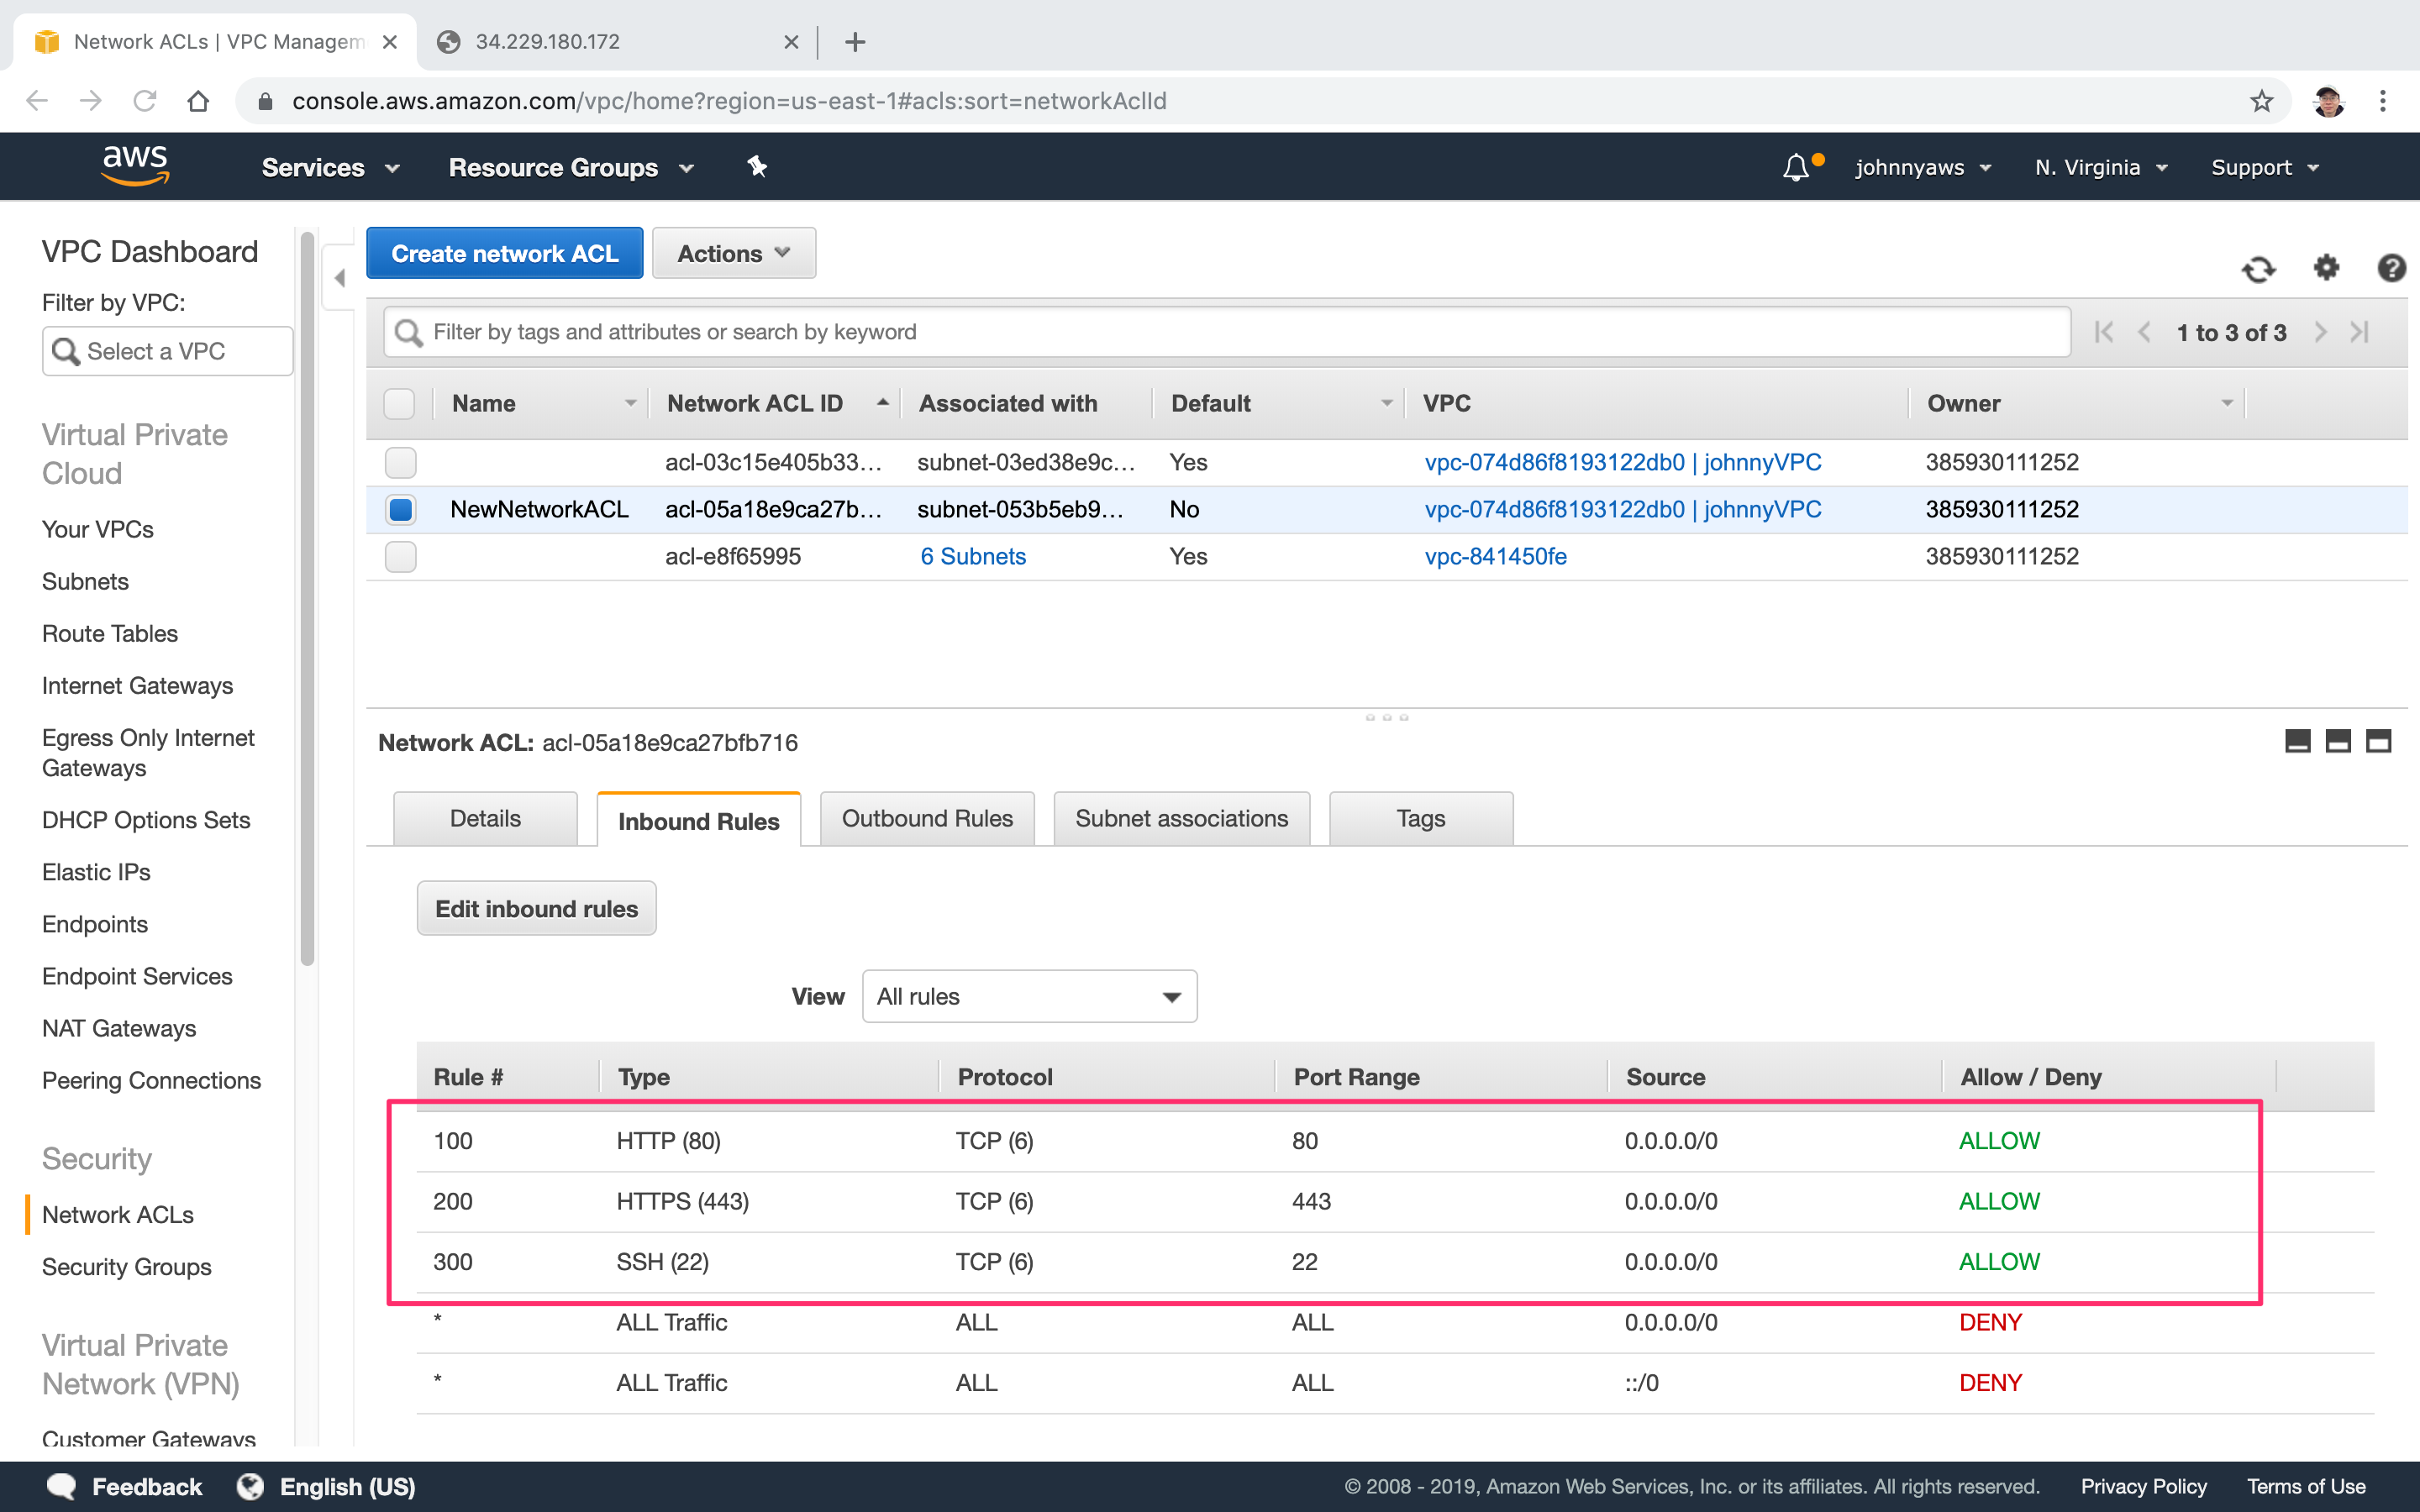 Network ACLs | VPC Managem
34.229.180.172
console.aws.amazon.com/vpc/home?region=us-east-1#acls:sort=networkAclId
aws Services Resource Groups johnnyaws N. Virginia Support
VPC Dashboard
Filter by VPC:
Select a VPC
Virtual Private
Cloud
Your VPCs
Subnets
Route Tables
Internet Gateways
Egress Only Internet
Gateways
DHCP Options Sets
Elastic IPs
Endpoints
Endpoint Services
NAT Gateways
Peering Connections
Security
Network ACLs
Security Groups
Virtual Private
Network (VPN)
Customer Gateways
Create network ACL Actions
Filter by tags and attributes or search by keyword 1 to 3 of 3
Name Network ACL ID Associated with Default VPC Owner
acl-03c15e405b33... subnet-03ed38e9c... Yes vpc-074d86f8193122db0 | johnnyVPC 385930111252
NewNetworkACL acl-05a18e9ca27b... subnet-053b5eb9... No vpc-074d86f8193122db0 | johnnyVPC 385930111252
acl-e8f65995 6 Subnets Yes vpc-841450fe 385930111252
Network ACL: acl-05a18e9ca27bfb716
Details Inbound Rules Outbound Rules Subnet associations Tags
Edit inbound rules
View All rules
Rule # Type Protocol Port Range Source Allow / Deny
100 HTTP (80) TCP (6) 80 0.0.0.0/0 ALLOW
200 HTTPS (443) TCP (6) 443 0.0.0.0/0 ALLOW
300 SSH (22) TCP (6) 22 0.0.0.0/0 ALLOW
* ALL Traffic ALL ALL 0.0.0.0/0 DENY
* ALL Traffic ALL ALL ::/0 DENY
Feedback English (US) © 2008 - 2019, Amazon Web Services, Inc. or its affiliates. All rights reserved. Privacy Policy Terms of Use